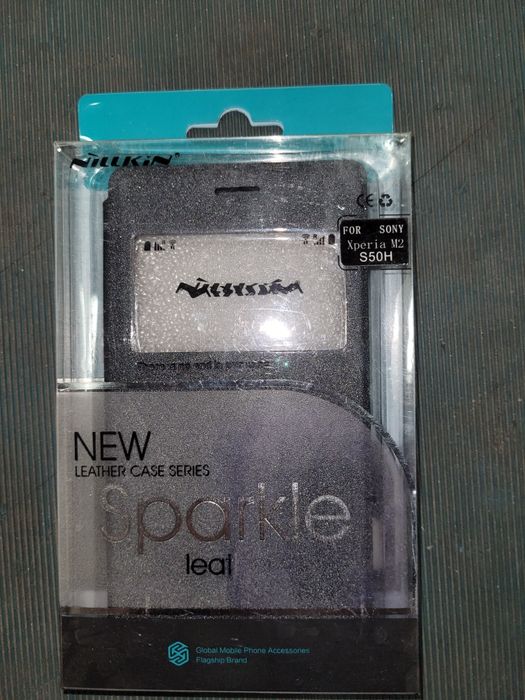 NILLKIN®
CE
FOR SONY
Xperia M2
S50H
NEW
LEATHER CASE SERIES
Sparkle
leat
Global Mobile Phone Accessories
Flagship Brand